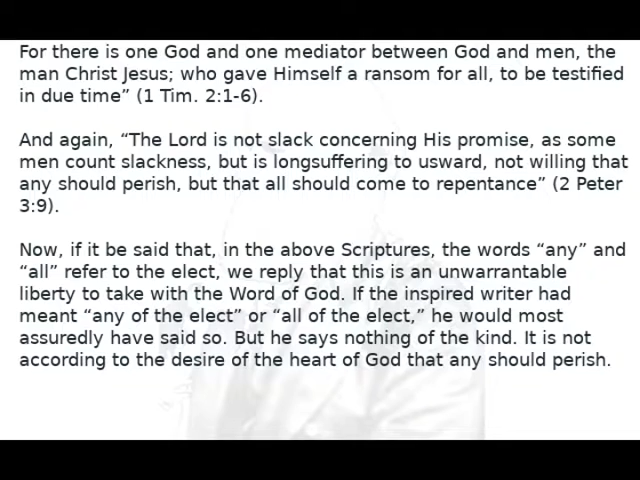 For there is one God and one mediator between God and men, the
man Christ Jesus; who gave Himself a ransom for all, to be testified
in due time” (1 Tim. 2:1-6).
And again, “The Lord is not slack concerning His promise, as some
men count slackness, but is longsuffering to usward, not willing that
any should perish, but that all should come to repentance” (2 Peter
3:9).
Now, if it be said that, in the above Scriptures, the words “any” and
“all” refer to the elect, we reply that this is an unwarrantable
liberty to take with the Word of God. If the inspired writer had
meant “any of the elect” or “all of the elect,” he would most
assuredly have said so. But he says nothing of the kind. It is not
according to the desire of the heart of God that any should perish.